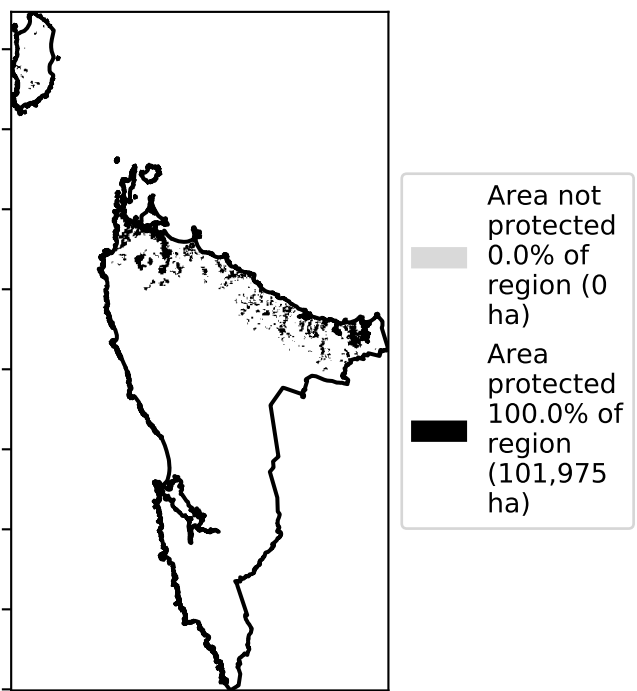 Area not
protected
0.0% of
region (0
ha)
Area
protected
100.0% of
region
(101,975
ha)